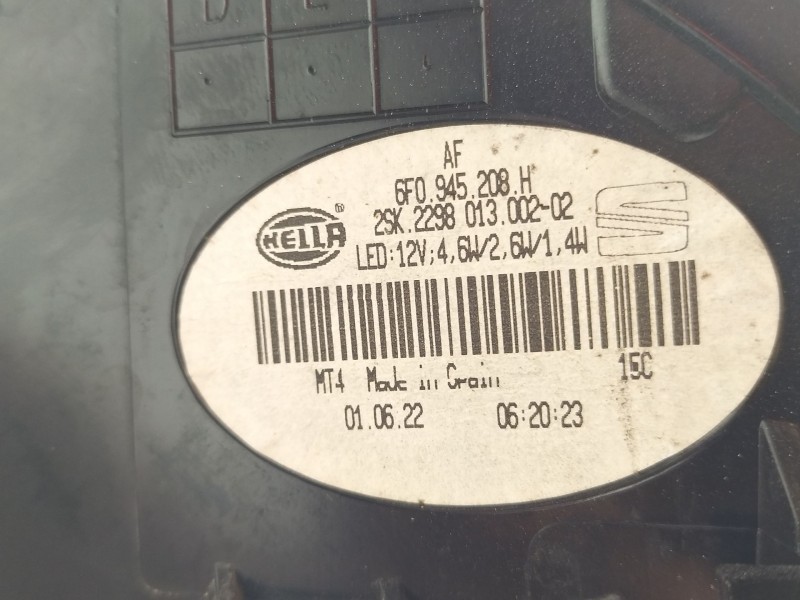 AF
6F0.945.208.H
HELLA ®
2SK.2298 013.002-02
LED:12V;4,6W/2,6W/1,4W
MT4 Made in Spain 15C
01.06.22 06:20:23